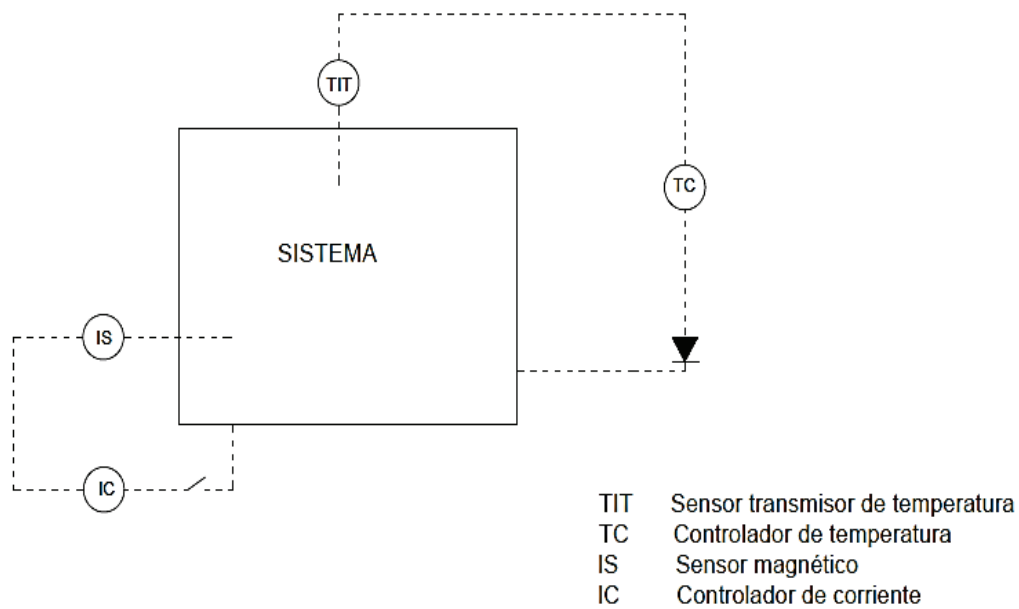 TIT
TC
SISTEMA
IS
IC
TIT Sensor transmisor de temperatura
TC Controlador de temperatura
IS Sensor magnético
IC Controlador de corriente